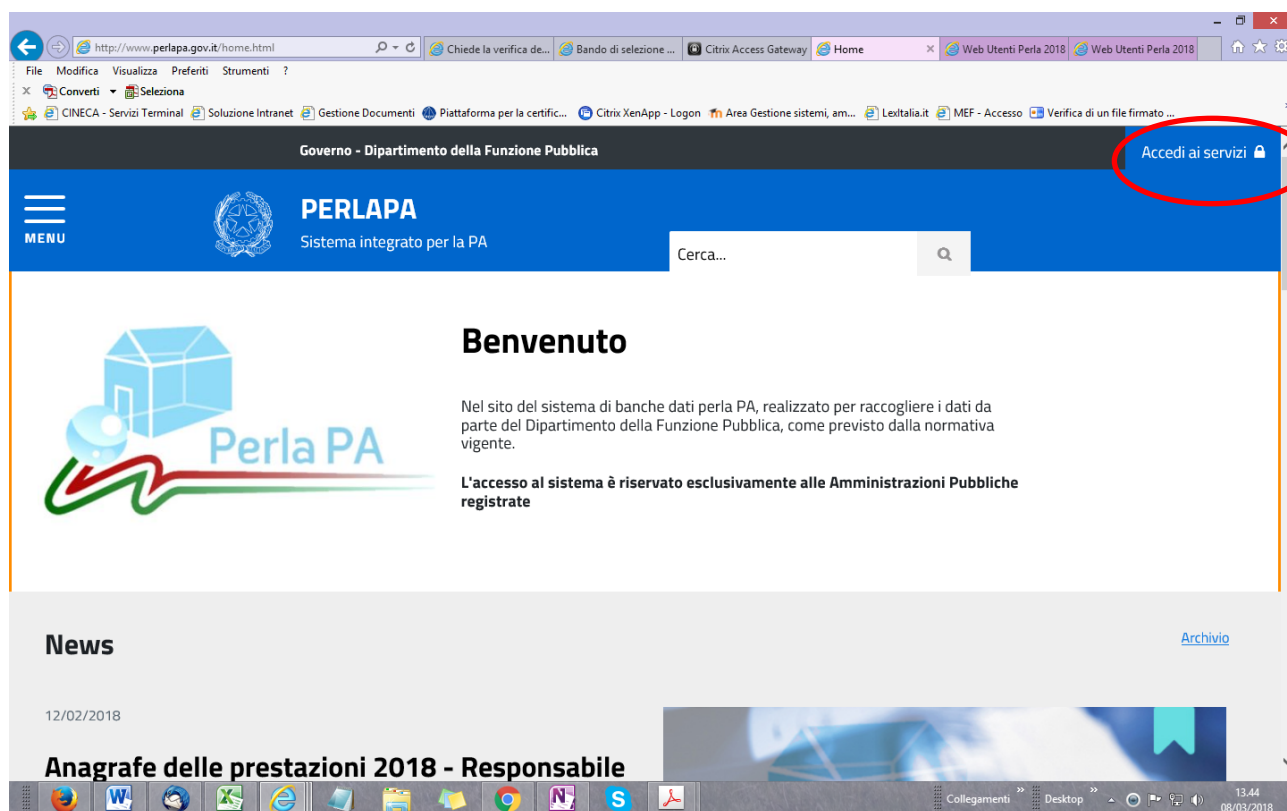 http://www.perlapa.gov.it/home.html
Chiede la verifica de...
Bando di selezione ...
Citrix Access Gateway
Home
Web Utenti Perla 2018
Web Utenti Perla 2018
File Modifica Visualizza Preferiti Strumenti ?
x Converti Seleziona
CINECA - Servizi Terminal Soluzione Intranet Gestione Documenti Piattaforma per la certific... Citrix XenApp - Logon Area Gestione sistemi, am... LexItalia.it MEF - Accesso Verifica di un file firmato ...
Governo - Dipartimento della Funzione Pubblica
Accedi ai servizi
MENU
PERLAPA
Sistema integrato per la PA
Cerca...
Perla PA
Benvenuto
Nel sito del sistema di banche dati perla PA, realizzato per raccogliere i dati da
parte del Dipartimento della Funzione Pubblica, come previsto dalla normativa
vigente.
L'accesso al sistema è riservato esclusivamente alle Amministrazioni Pubbliche
registrate
News
Archivio
12/02/2018
Anagrafe delle prestazioni 2018 - Responsabile
Collegamenti » Desktop »
13.44
08/03/2018